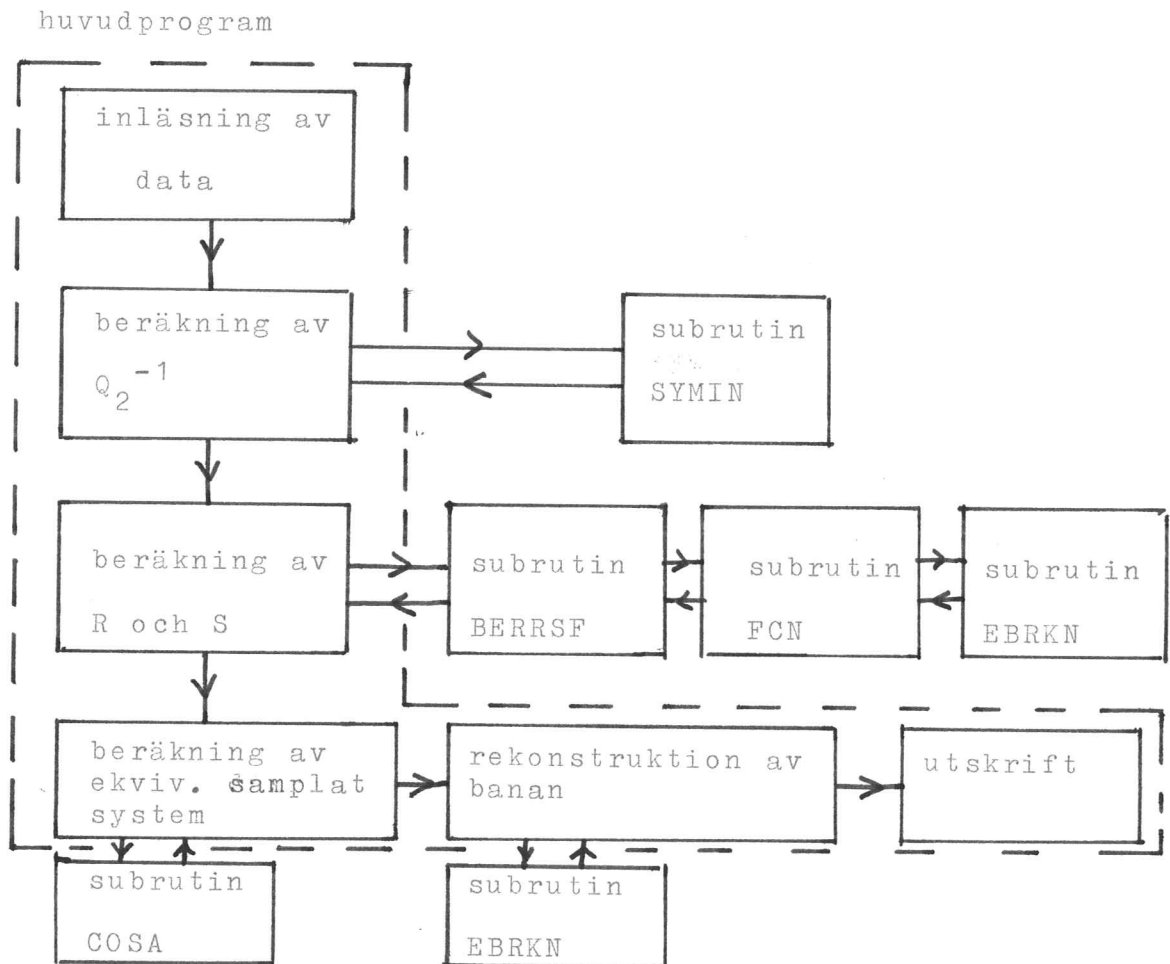 huvudprogram
inläsning av
data
beräkning av
Q₂⁻¹
subrutin
SYMIN
beräkning av
R och S
subrutin
BERRSF
subrutin
FCN
subrutin
EBRKN
beräkning av
ekviv. samplat
system
rekonstruktion av
banan
utskrift
subrutin
COSA
subrutin
EBRKN